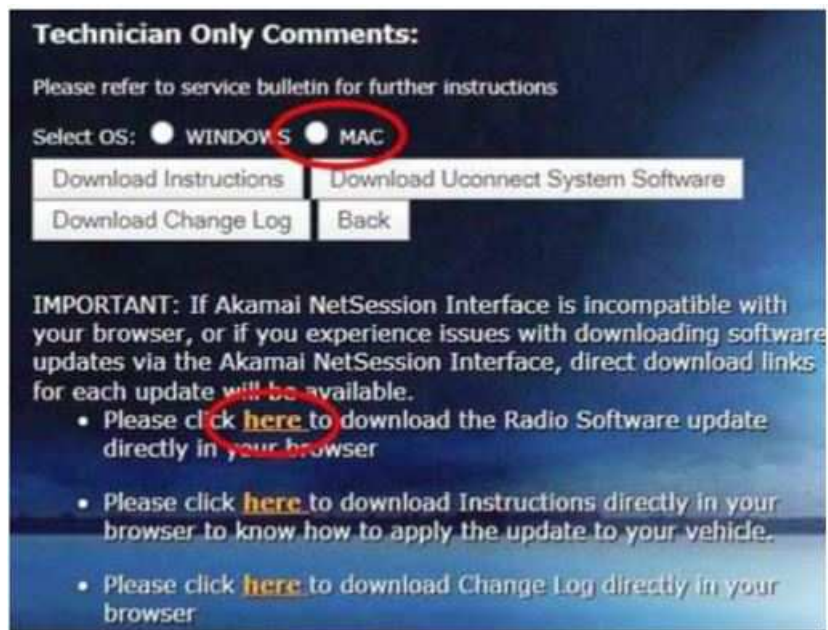 Technician Only Comments:
Please refer to service bulletin for further instructions
Select OS: WINDOWS MAC
Download Instructions Download Uconnect System Software
Download Change Log Back
IMPORTANT: If Akamai NetSession Interface is incompatible with
your browser, or if you experience issues with downloading software
updates via the Akamai NetSession Interface, direct download links
for each update will be available.
• Please click here to download the Radio Software update
directly in your browser
• Please click here to download Instructions directly in your
browser to know how to apply the update to your vehicle.
• Please click here to download Change Log directly in your
browser